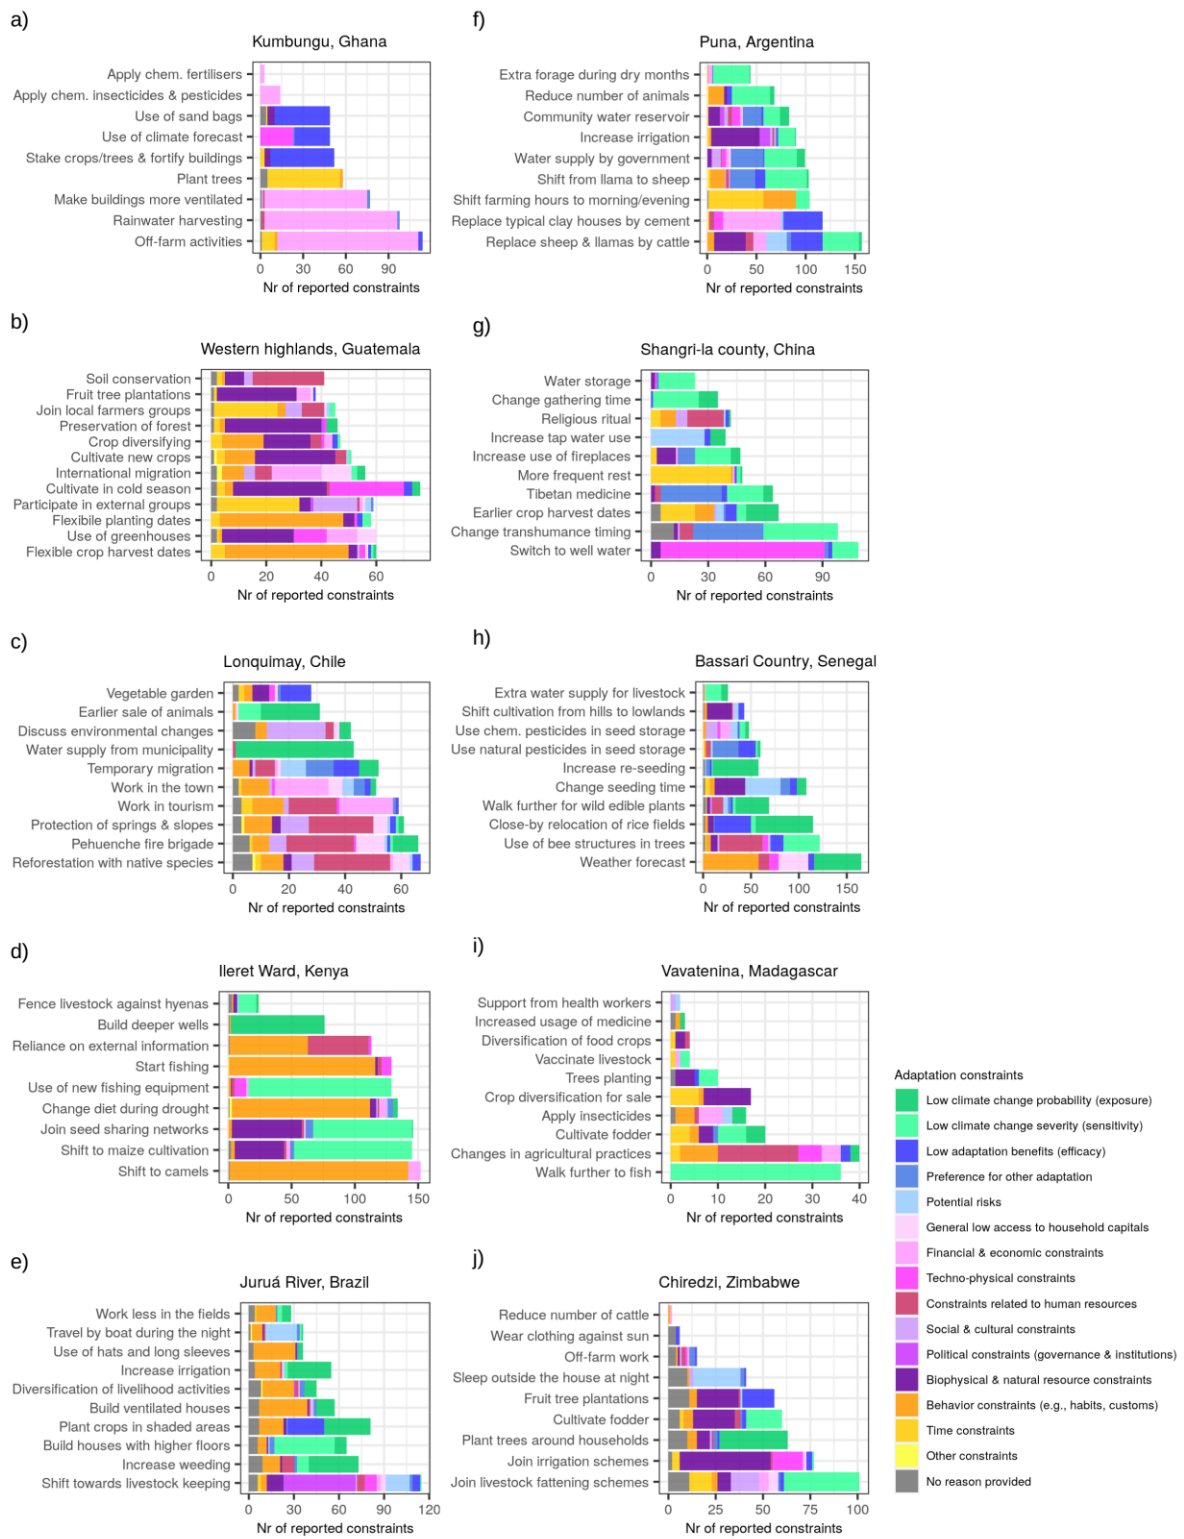 a)
Kumbungu, Ghana
Apply chem. fertilisers
Apply chem. insecticides & pesticides
Use of sand bags
Use of climate forecast
Stake crops/trees & fortify buildings
Plant trees
Make buildings more ventilated
Rainwater harvesting
Off-farm activities
0 30 60 90
Nr of reported constraints
b)
Western highlands, Guatemala
Soil conservation
Fruit tree plantations
Join local farmers groups
Preservation of forest
Crop diversifying
Cultivate new crops
International migration
Cultivate in cold season
Participate in external groups
Flexibile planting dates
Use of greenhouses
Flexible crop harvest dates
0 20 40 60
Nr of reported constraints
c)
Lonquimay, Chile
Vegetable garden
Earlier sale of animals
Discuss environmental changes
Water supply from municipality
Temporary migration
Work in the town
Work in tourism
Protection of springs & slopes
Pehuenche fire brigade
Reforestation with native species
0 20 40 60
Nr of reported constraints
d)
Ileret Ward, Kenya
Fence livestock against hyenas
Build deeper wells
Reliance on external information
Start fishing
Use of new fishing equipment
Change diet during drought
Join seed sharing networks
Shift to maize cultivation
Shift to camels
0 50 100 150
Nr of reported constraints
e)
Juruá River, Brazil
Work less in the fields
Travel by boat during the night
Use of hats and long sleeves
Increase irrigation
Diversification of livelihood activities
Build ventilated houses
Plant crops in shaded areas
Build houses with higher floors
Increase weeding
Shift towards livestock keeping
0 30 60 90 120
Nr of reported constraints
f)
Puna, Argentina
Extra forage during dry months
Reduce number of animals
Community water reservoir
Increase irrigation
Water supply by government
Shift from llama to sheep
Shift farming hours to morning/evening
Replace typical clay houses by cement
Replace sheep & llamas by cattle
0 50 100 150
Nr of reported constraints
g)
Shangri-la county, China
Water storage
Change gathering time
Religious ritual
Increase tap water use
Increase use of fireplaces
More frequent rest
Tibetan medicine
Earlier crop harvest dates
Change transhumance timing
Switch to well water
0 30 60 90
Nr of reported constraints
h)
Bassari Country, Senegal
Extra water supply for livestock
Shift cultivation from hills to lowlands
Use chem. pesticides in seed storage
Use natural pesticides in seed storage
Increase re-seeding
Change seeding time
Walk further for wild edible plants
Close-by relocation of rice fields
Use of bee structures in trees
Weather forecast
0 50 100 150
Nr of reported constraints
i)
Vavatenina, Madagascar
Support from health workers
Increased usage of medicine
Diversification of food crops
Vaccinate livestock
Trees planting
Crop diversification for sale
Apply insecticides
Cultivate fodder
Changes in agricultural practices
Walk further to fish
0 10 20 30 40
Nr of reported constraints
j)
Chiredzi, Zimbabwe
Reduce number of cattle
Wear clothing against sun
Off-farm work
Sleep outside the house at night
Fruit tree plantations
Cultivate fodder
Plant trees around households
Join irrigation schemes
Join livestock fattening schemes
0 25 50 75 100
Nr of reported constraints
Adaptation constraints
Low climate change probability (exposure)
Low climate change severity (sensitivity)
Low adaptation benefits (efficacy)
Preference for other adaptation
Potential risks
General low access to household capitals
Financial & economic constraints
Techno-physical constraints
Constraints related to human resources
Social & cultural constraints
Political constraints (governance & institutions)
Biophysical & natural resource constraints
Behavior constraints (e.g., habits, customs)
Time constraints
Other constraints
No reason provided